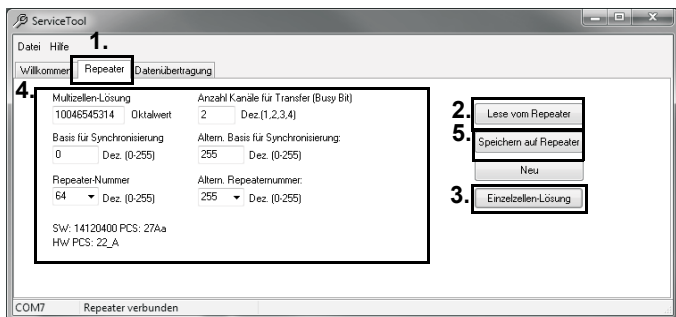 ServiceTool
Datei Hilfe
1.
Willkommen Repeater Datenübertragung
4.
Multizellen-Lösung Anzahl Kanäle für Transfer (Busy Bit)
10046545314 Oktalwert 2 Dez.(1,2,3,4)
2. Lese vom Repeater
Basis für Synchronisierung Altern. Basis für Synchronisierung:
0 Dez. (0-255) 255 Dez. (0-255)
5. Speichern auf Repeater
Neu
Repeater-Nummer Altern. Repeaternummer:
64 Dez. (0-255) 255 Dez. (0-255)
3. Einzelzellen-Lösung
SW: 14120400 PCS: 27Aa
HW PCS: 22_A
COM7 Repeater verbunden